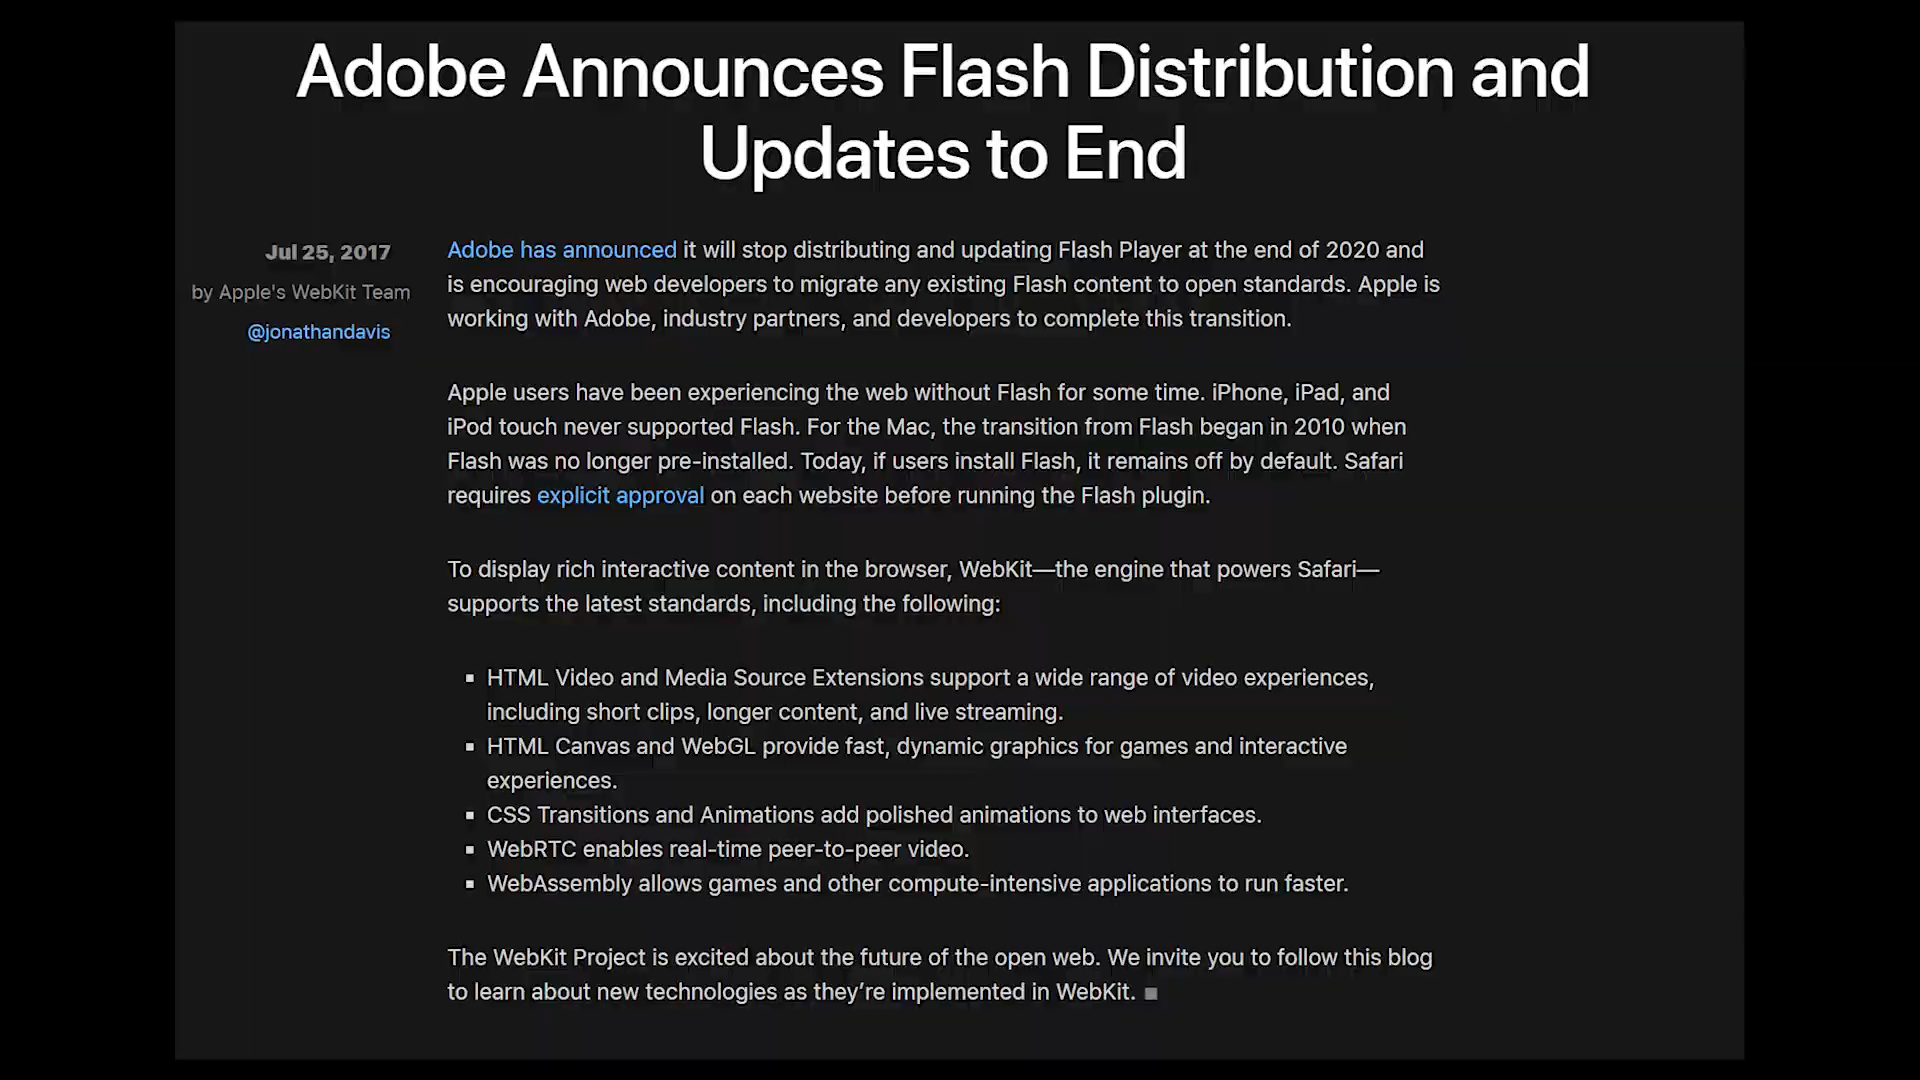 Adobe Announces Flash Distribution and
Updates to End
Jul 25, 2017
by Apple's WebKit Team
@jonathandavis
Adobe has announced it will stop distributing and updating Flash Player at the end of 2020 and
is encouraging web developers to migrate any existing Flash content to open standards. Apple is
working with Adobe, industry partners, and developers to complete this transition.
Apple users have been experiencing the web without Flash for some time. iPhone, iPad, and
iPod touch never supported Flash. For the Mac, the transition from Flash began in 2010 when
Flash was no longer pre-installed. Today, if users install Flash, it remains off by default. Safari
requires explicit approval on each website before running the Flash plugin.
To display rich interactive content in the browser, WebKit—the engine that powers Safari—
supports the latest standards, including the following:
▪ HTML Video and Media Source Extensions support a wide range of video experiences,
including short clips, longer content, and live streaming.
▪ HTML Canvas and WebGL provide fast, dynamic graphics for games and interactive
experiences.
▪ CSS Transitions and Animations add polished animations to web interfaces.
▪ WebRTC enables real-time peer-to-peer video.
▪ WebAssembly allows games and other compute-intensive applications to run faster.
The WebKit Project is excited about the future of the open web. We invite you to follow this blog
to learn about new technologies as they’re implemented in WebKit. ■